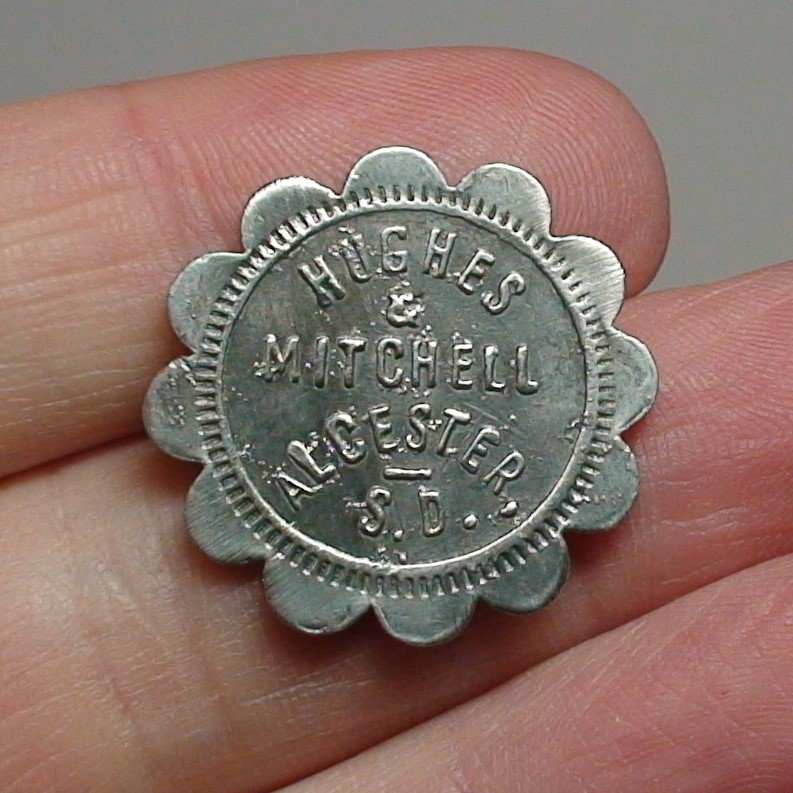 HUGHES
&
MITCHELL
ALCESTER
S.D.